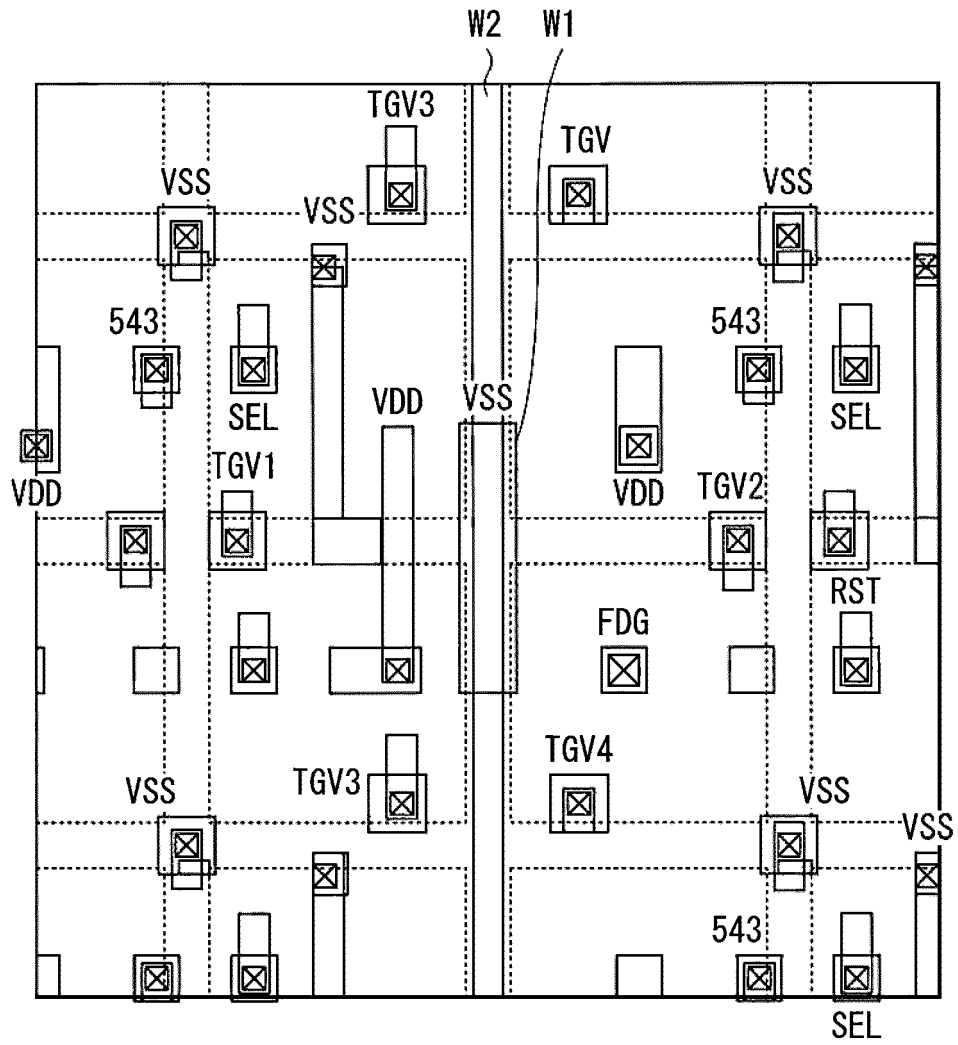 W2 W1
TGV3 TGV
VSS VSS VSS
543 543
SEL VDD VSS SEL
VDD TGV1 VDD TGV2
FDG RST
VSS TGV3 TGV4 VSS
VSS
543
SEL